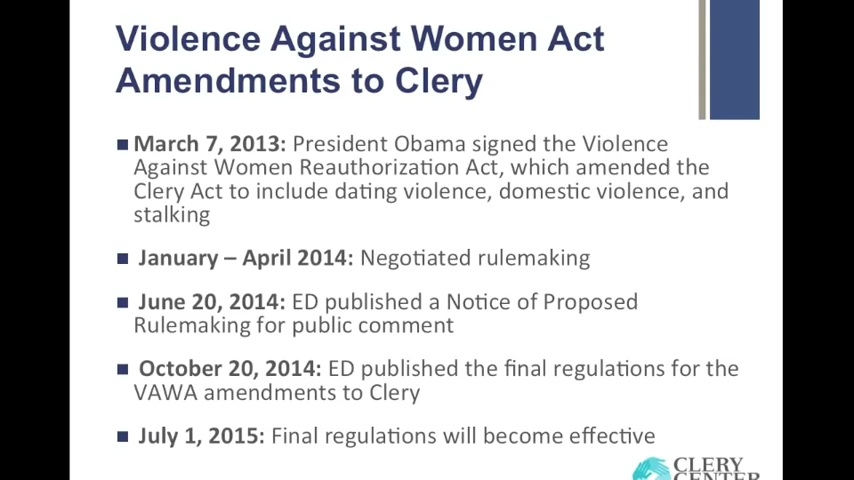 Violence Against Women Act
Amendments to Clery
March 7, 2013: President Obama signed the Violence
Against Women Reauthorization Act, which amended the
Clery Act to include dating violence, domestic violence, and
stalking
January – April 2014: Negotiated rulemaking
June 20, 2014: ED published a Notice of Proposed
Rulemaking for public comment
October 20, 2014: ED published the final regulations for the
VAWA amendments to Clery
July 1, 2015: Final regulations will become effective
CLERY
CENTER